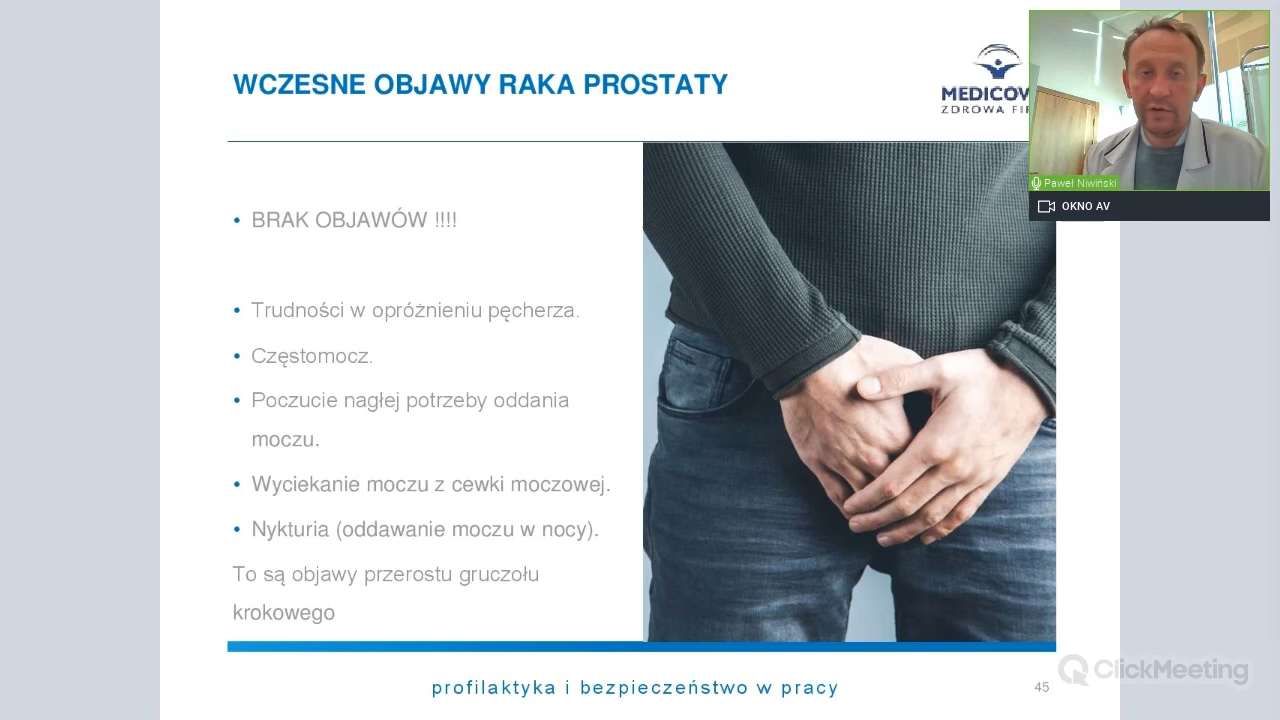 WCZESNE OBJAWY RAKA PROSTATY
MEDICOV
ZDROWA FI
Paweł Niwiński
OKNO AV
• BRAK OBJAWÓW !!!!
• Trudności w opróżnieniu pęcherza.
• Częstomocz.
• Poczucie nagłej potrzeby oddania
moczu.
• Wyciekanie moczu z cewki moczowej.
• Nykturia (oddawanie moczu w nocy).
To są objawy przerostu gruczołu
krokowego
profilaktyka i bezpieczeństwo w pracy
45
ClickMeeting